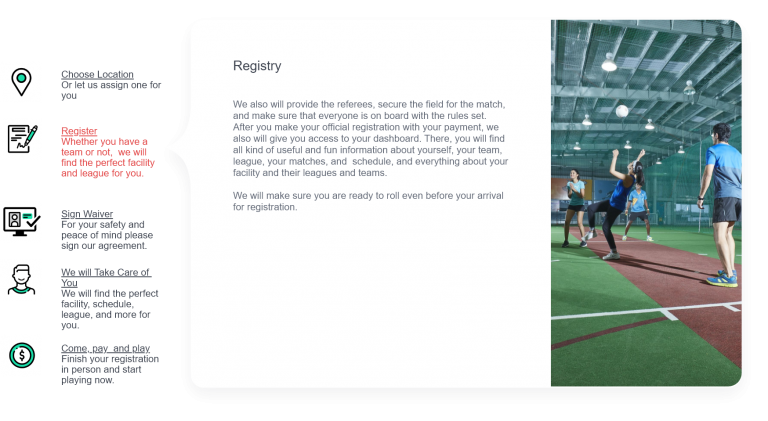 Choose Location
Or let us assign one for
you
Register
Whether you have a
team or not, we will
find the perfect facility
and league for you.
Sign Waiver
For your safety and
peace of mind please
sign our agreement.
We will Take Care of
You
We will find the perfect
facility, schedule,
league, and more for
you.
Come, pay and play
Finish your registration
in person and start
playing now.
Registry
We also will provide the referees, secure the field for the match,
and make sure that everyone is on board with the rules set.
After you make your official registration with your payment, we
also will give you access to your dashboard. There, you will find
all kind of useful and fun information about yourself, your team,
league, your matches, and schedule, and everything about your
facility and their leagues and teams.
We will make sure you are ready to roll even before your arrival
for registration.